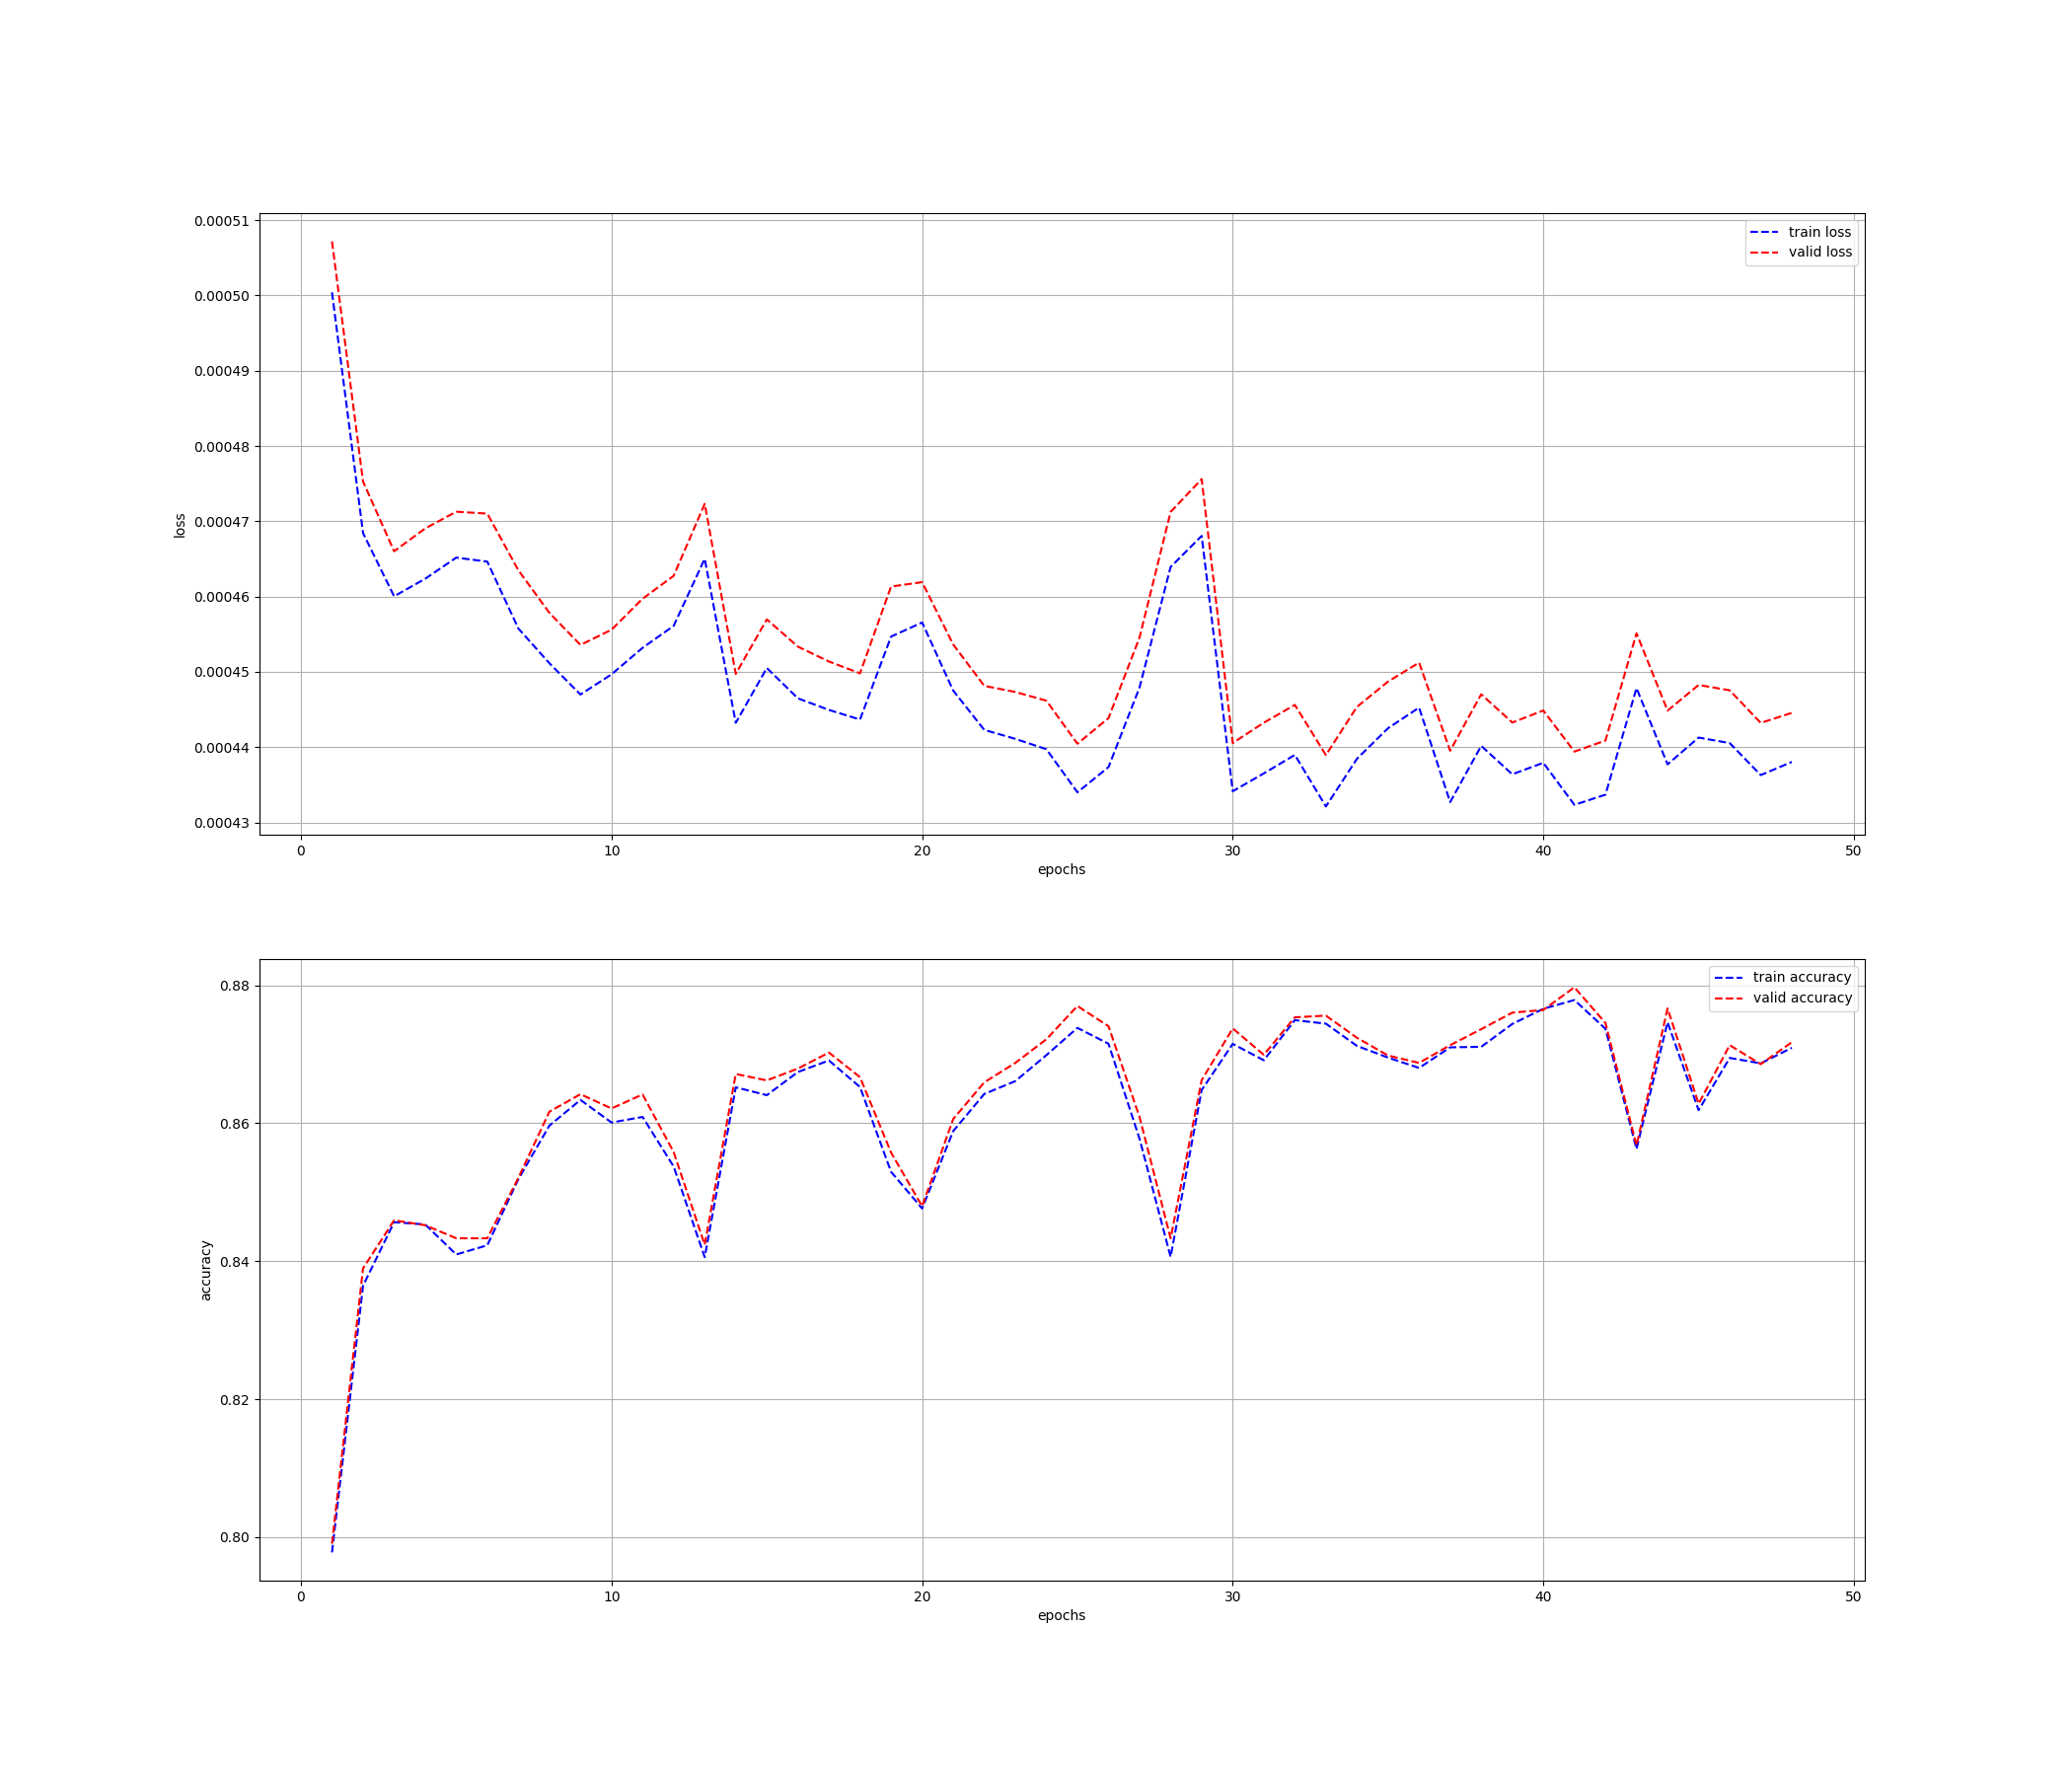 0.00051
0.00050
0.00049
0.00048
0.00047
0.00046
0.00045
0.00044
0.00043
loss
train loss
valid loss
0 10 20 30 40 50
epochs
0.88
0.86
0.84
0.82
0.80
accuracy
train accuracy
valid accuracy
0 10 20 30 40 50
epochs